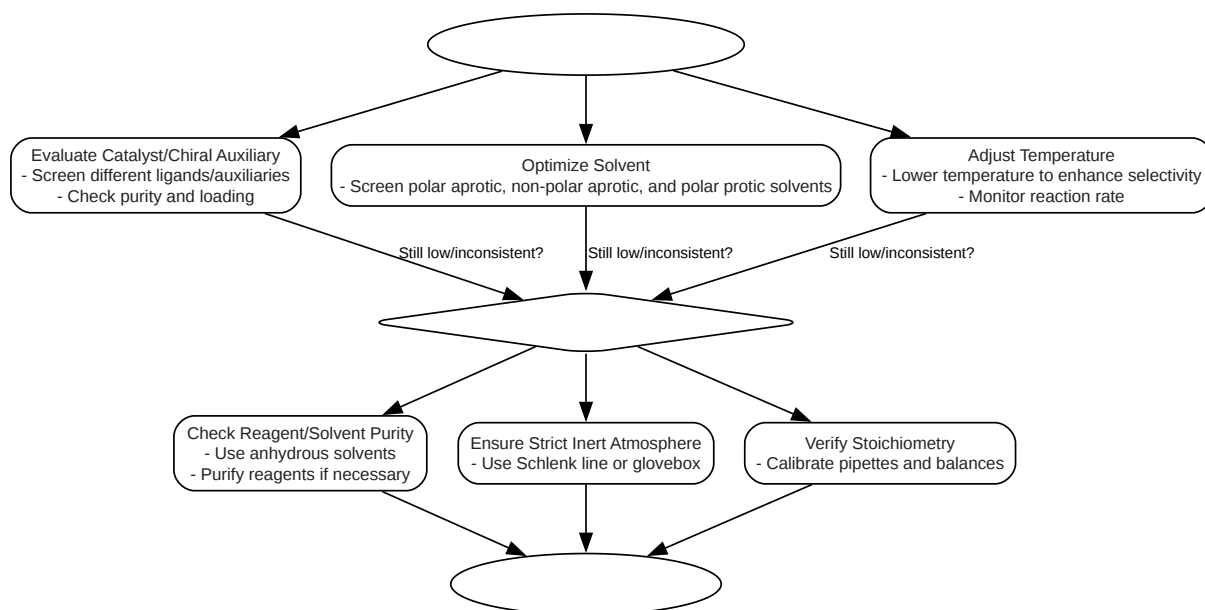 Evaluate Catalyst/Chiral Auxiliary
- Screen different ligands/auxiliaries
- Check purity and loading
Optimize Solvent
- Screen polar aprotic, non-polar aprotic, and polar protic solvents
Adjust Temperature
- Lower temperature to enhance selectivity
- Monitor reaction rate
Still low/inconsistent?
Still low/inconsistent?
Still low/inconsistent?
Check Reagent/Solvent Purity
- Use anhydrous solvents
- Purify reagents if necessary
Ensure Strict Inert Atmosphere
- Use Schlenk line or glovebox
Verify Stoichiometry
- Calibrate pipettes and balances